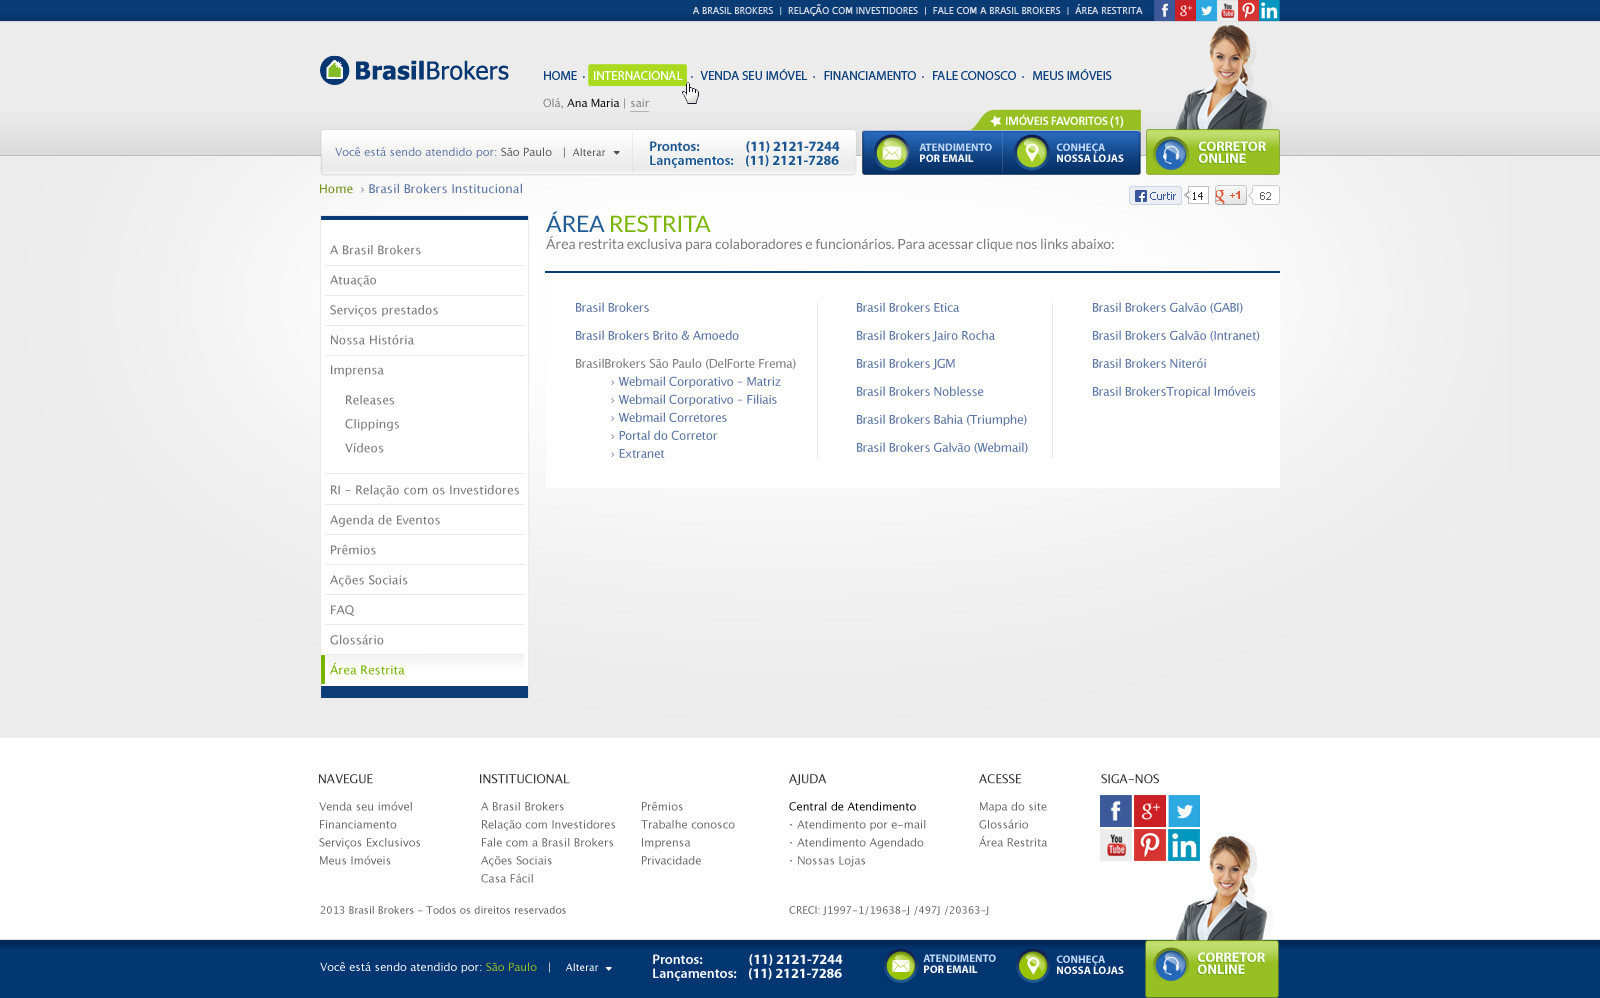 A BRASIL BROKERS | RELAÇÃO COM INVESTIDORES | FALE COM A BRASIL BROKERS | ÁREA RESTRITA
BrasilBrokers
HOME · INTERNACIONAL · VENDA SEU IMÓVEL · FINANCIAMENTO · FALE CONOSCO · MEUS IMÓVEIS
Olá, Ana Maria | sair
IMÓVEIS FAVORITOS (1)
Você está sendo atendido por: São Paulo | Alterar
Prontos: (11) 2121-7244
Lançamentos: (11) 2121-7286
ATENDIMENTO
POR EMAIL
CONHEÇA
NOSSA LOJAS
CORRETOR
ONLINE
Home › Brasil Brokers Institucional
Curtir 14 +1 62
A Brasil Brokers
Atuação
Serviços prestados
Nossa História
Imprensa
Releases
Clippings
Vídeos
RI – Relação com os Investidores
Agenda de Eventos
Prêmios
Ações Sociais
FAQ
Glossário
Área Restrita
ÁREA RESTRITA
Área restrita exclusiva para colaboradores e funcionários. Para acessar clique nos links abaixo:
Brasil Brokers
Brasil Brokers Brito & Amoedo
BrasilBrokers São Paulo (DelForte Frema)
› Webmail Corporativo – Matriz
› Webmail Corporativo – Filiais
› Webmail Corretores
› Portal do Corretor
› Extranet
Brasil Brokers Etica
Brasil Brokers Jairo Rocha
Brasil Brokers JGM
Brasil Brokers Noblesse
Brasil Brokers Bahia (Triumphe)
Brasil Brokers Galvão (Webmail)
Brasil Brokers Galvão (GABI)
Brasil Brokers Galvão (Intranet)
Brasil Brokers Niterói
Brasil BrokersTropical Imóveis
NAVEGUE
Venda seu imóvel
Financiamento
Serviços Exclusivos
Meus Imóveis
INSTITUCIONAL
A Brasil Brokers
Relação com Investidores
Fale com a Brasil Brokers
Ações Sociais
Casa Fácil
Prêmios
Trabalhe conosco
Imprensa
Privacidade
AJUDA
Central de Atendimento
· Atendimento por e-mail
· Atendimento Agendado
· Nossas Lojas
ACESSE
Mapa do site
Glossário
Área Restrita
SIGA-NOS
You Tube
2013 Brasil Brokers – Todos os direitos reservados
CRECI: J1997-1/19638-J /497J /20363-J
Você está sendo atendido por: São Paulo | Alterar
Prontos: (11) 2121-7244
Lançamentos: (11) 2121-7286
ATENDIMENTO
POR EMAIL
CONHEÇA
NOSSA LOJAS
CORRETOR
ONLINE